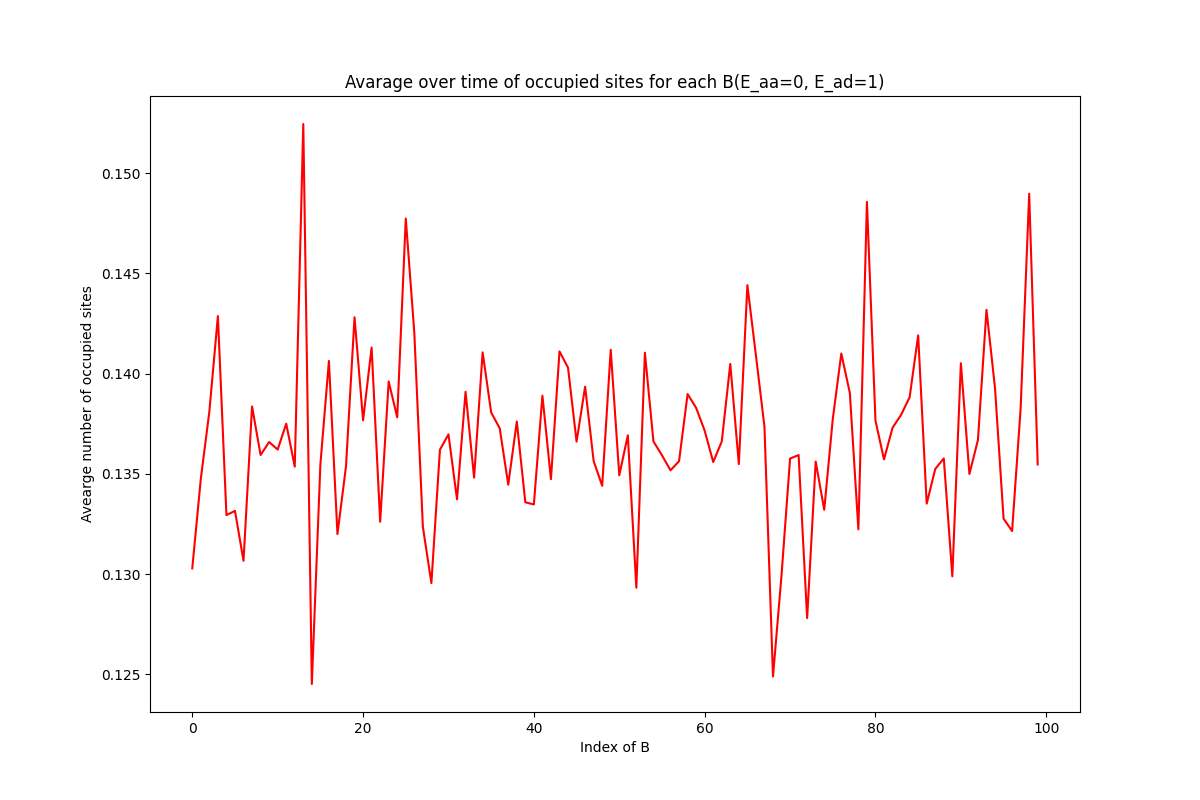 Avarage over time of occupied sites for each B(E_aa=0, E_ad=1)
0.150
0.145
0.140
0.135
0.130
0.125
Avearge number of occupied sites
0 20 40 60 80 100
Index of B